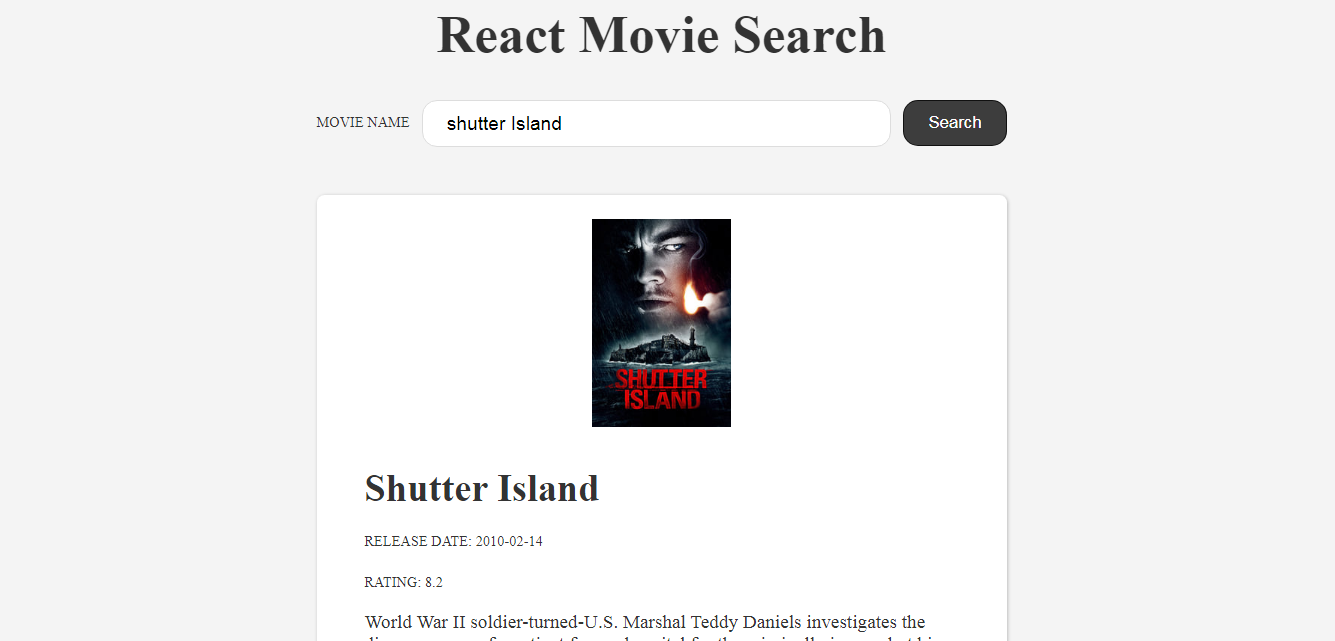 React Movie Search
MOVIE NAME
shutter Island
Search
SHUTTER
ISLAND
Shutter Island
RELEASE DATE: 2010-02-14
RATING: 8.2
World War II soldier-turned-U.S. Marshal Teddy Daniels investigates the